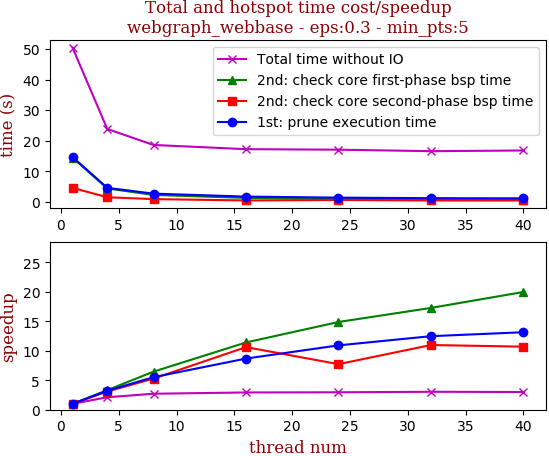 Total and hotspot time cost/speedup
webgraph_webbase - eps:0.3 - min_pts:5
time (s)
50
40
30
20
10
0
Total time without IO
2nd: check core first-phase bsp time
2nd: check core second-phase bsp time
1st: prune execution time
0 5 10 15 20 25 30 35 40
speedup
25
20
15
10
5
0
0 5 10 15 20 25 30 35 40
thread num